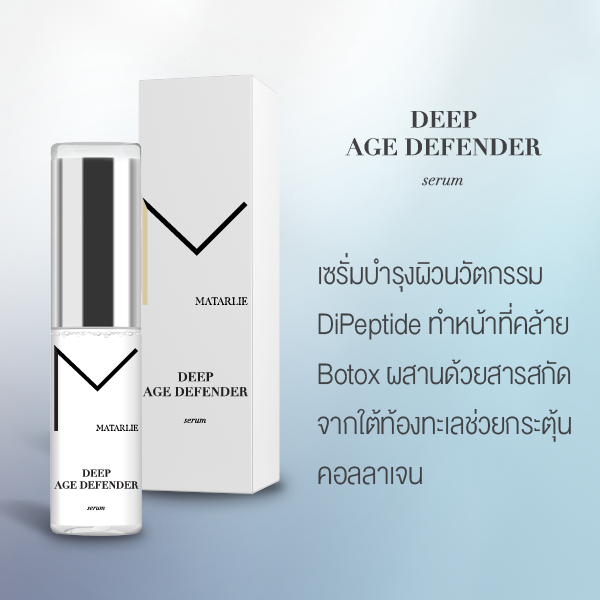 DEEP
AGE DEFENDER
serum
เซรั่มบำรุงผิวนวัตกรรม
DiPeptide ทำหน้าที่คล้าย
Botox ผสานด้วยสารสกัด
จากใต้ท้องทะเลช่วยกระตุ้น
คอลลาเจน
MATARLIE
DEEP
AGE DEFENDER
serum
MATARLIE
DEEP
AGE DEFENDER
serum